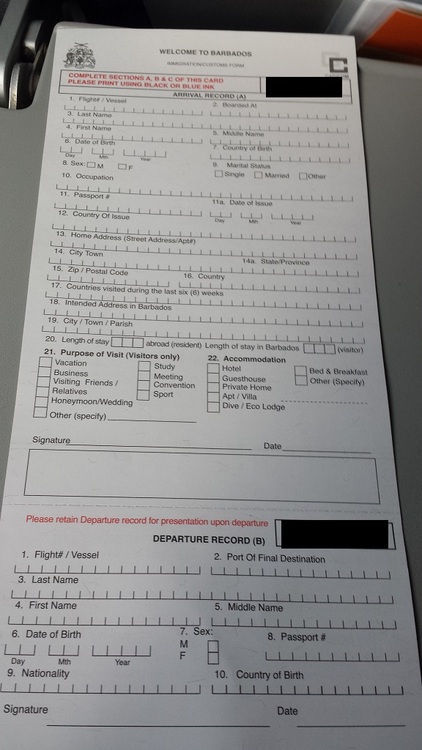 WELCOME TO BARBADOS
IMMIGRATION/CUSTOMS FORM
C
COMPLETE SECTIONS A, B & C OF THIS CARD
PLEASE PRINT USING BLACK OR BLUE INK
ARRIVAL RECORD (A)
1. Flight# / Vessel 2. Boarded At
3. Last Name
4. First Name 5. Middle Name
6. Date of Birth 7. Country of Birth
Day Mth Year
8. Sex: M F 9. Marital Status
Single Married Other
10. Occupation
11. Passport # 11a. Date of Issue
12. Country Of Issue Day Mth Year
13. Home Address (Street Address/Apt#)
14. City Town 14a. State/Province
15. Zip / Postal Code 16. Country
17. Countries visited during the last six (6) weeks
18. Intended Address in Barbados
19. City / Town / Parish
20. Length of stay abroad (resident) Length of stay in Barbados (visitor)
21. Purpose of Visit (Visitors only) 22. Accommodation
Vacation Study Hotel Bed & Breakfast
Business Meeting Guesthouse Other (Specify)
Visiting Friends / Relatives Convention Private Home
Honeymoon/Wedding Sport Apt / Villa
Other (specify) Dive / Eco Lodge
Signature Date
Please retain Departure record for presentation upon departure
DEPARTURE RECORD (B)
1. Flight# / Vessel 2. Port Of Final Destination
3. Last Name
4. First Name 5. Middle Name
6. Date of Birth 7. Sex: 8. Passport #
M
F
Day Mth Year
9. Nationality 10. Country of Birth
Signature Date